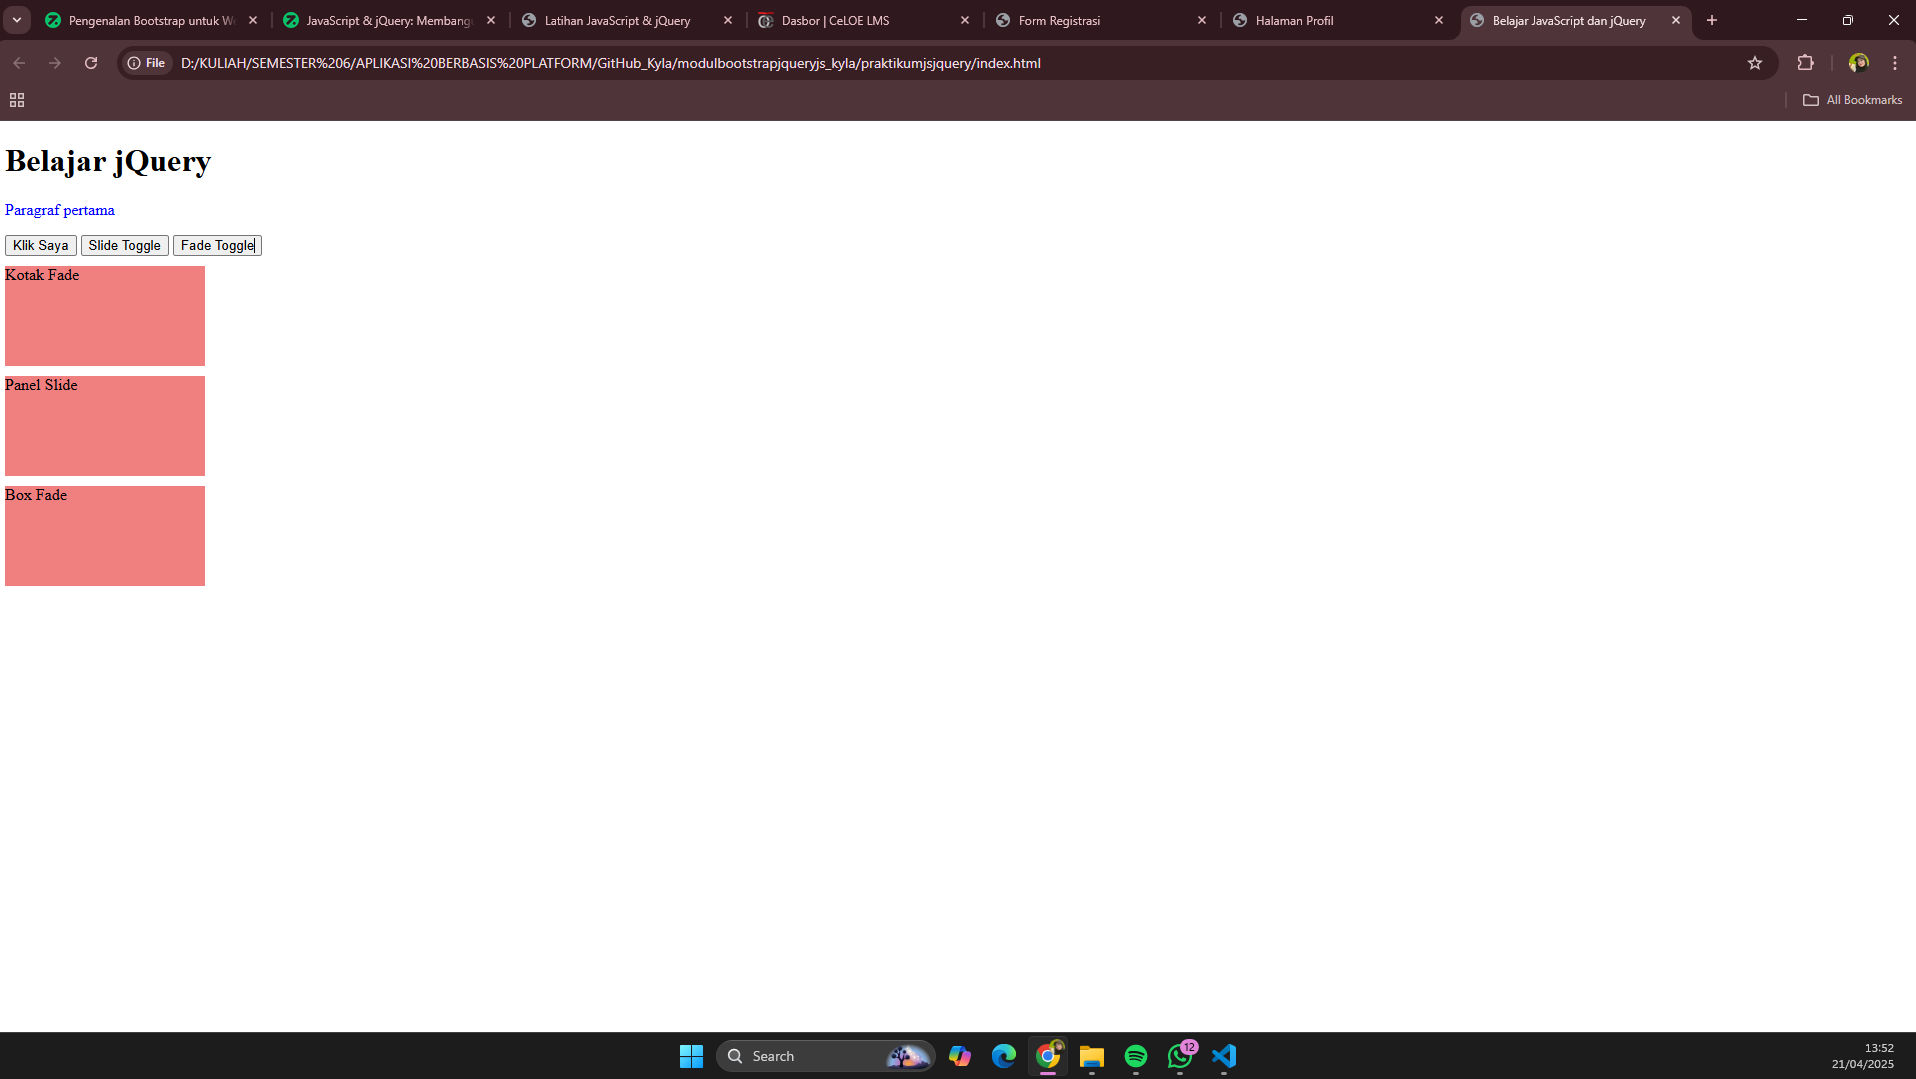 Pengenalan Bootstrap untuk We
JavaScript & jQuery: Membangu
Latihan JavaScript & jQuery
Dasbor | CeLOE LMS
Form Registrasi
Halaman Profil
Belajar JavaScript dan jQuery
File
D:/KULIAH/SEMESTER%206/APLIKASI%20BERBASIS%20PLATFORM/GitHub_Kyla/modulbootstrapjqueryjs_kyla/praktikumjsjquery/index.html
All Bookmarks
Belajar jQuery
Paragraf pertama
Klik Saya Slide Toggle Fade Toggle
Kotak Fade
Panel Slide
Box Fade
Search
12
13:52
21/04/2025